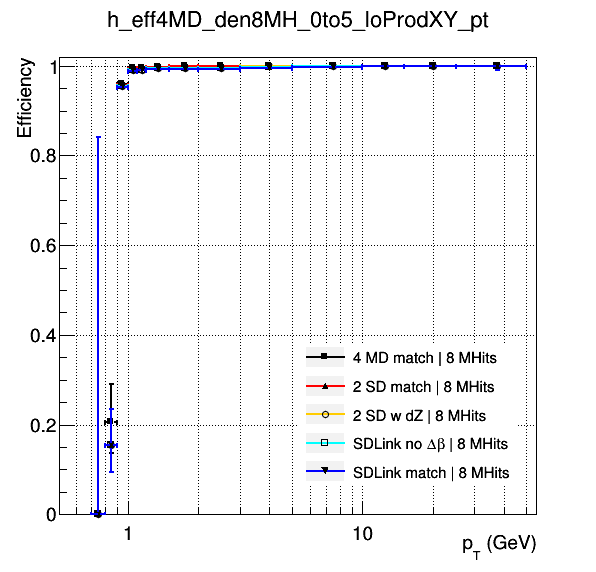 h_eff4MD_den8MH_0to5_loProdXY_pt
Efficiency
1
0.8
0.6
0.4
0.2
0
4 MD match | 8 MHits
2 SD match | 8 MHits
2 SD w dZ | 8 MHits
SDLink no Δβ | 8 MHits
SDLink match | 8 MHits
1
10
p_T (GeV)